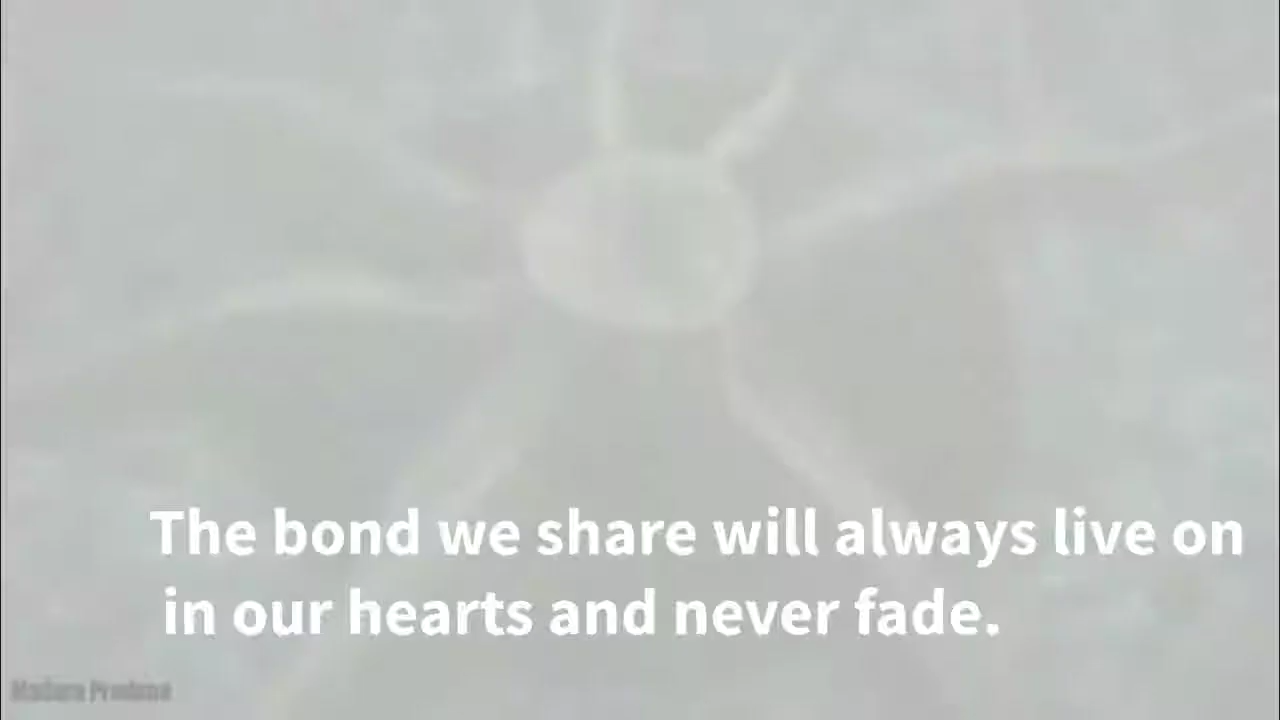 The bond we share will always live on
in our hearts and never fade.